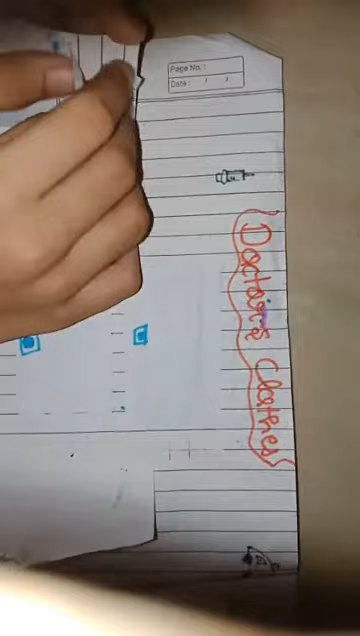 Page No. :
Date : / /
Doctor's Clothes